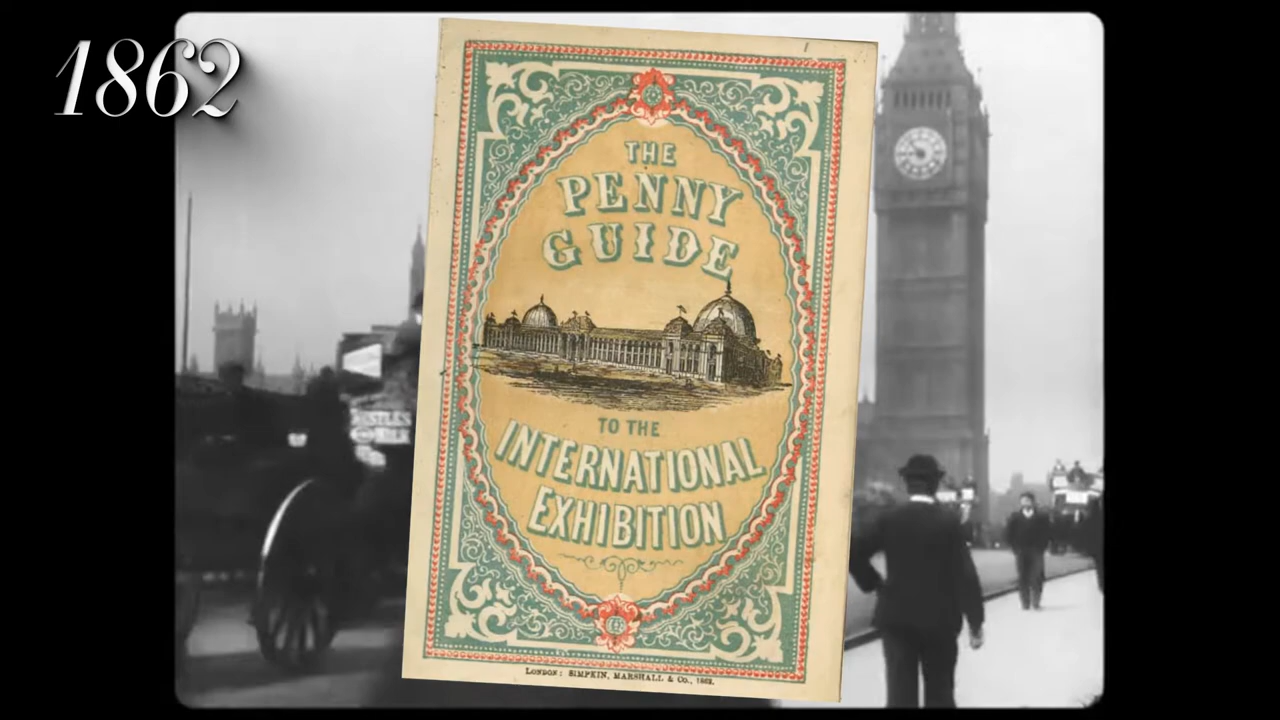 1862
THE
PENNY
GUIDE
TO THE
INTERNATIONAL
EXHIBITION
LONDON: SIMPKIN, MARSHALL & CO., 1862.